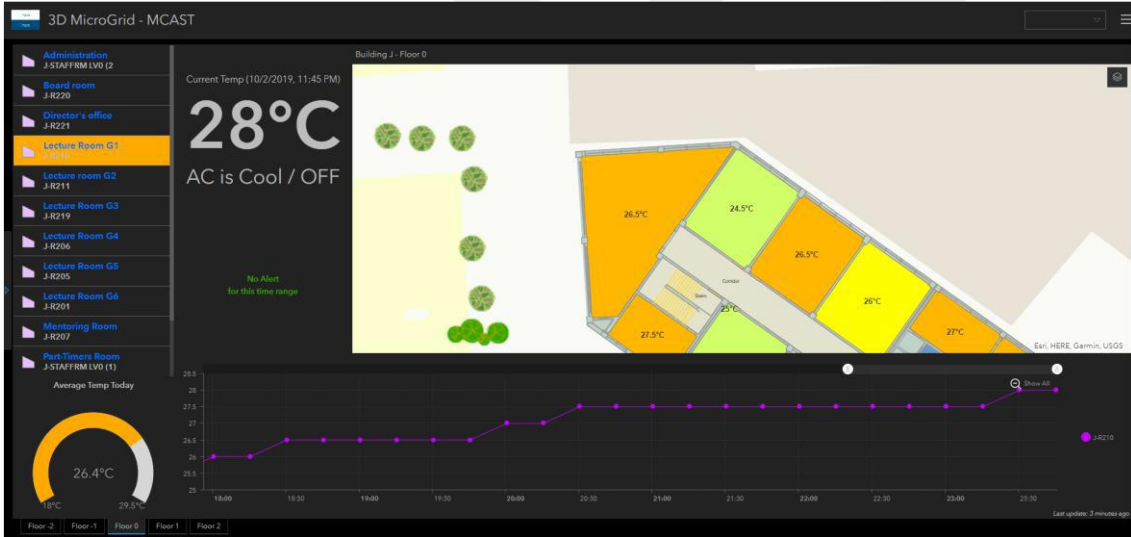 3D MicroGrid - MCAST
Administration
J-STAFFRM LV0 (2
Board room
J-R220
Director's office
J-R221
Lecture Room G1
J-R210
Lecture room G2
J-R211
Lecture Room G3
J-R219
Lecture Room G4
J-R206
Lecture Room G5
J-R205
Lecture Room G6
J-R201
Mentoring Room
J-R207
Part-Timers Room
J-STAFFRM LV0 (1)
Current Temp (10/2/2019, 11:45 PM)
28°C
AC is Cool / OFF
No Alert
for this time range
Building J - Floor 0
26.5°C
24.5°C
26.5°C
26°C
27°C
Corridor
Stairs
25°C
27.5°C
Esri, HERE, Garmin, USGS
Average Temp Today
26.4°C
18°C
29.5°C
28.5
28
27.5
27
26.5
26
25.5
25
Show All
J-R210
18:00
18:30
19:00
19:30
20:00
20:30
21:00
21:30
22:00
22:30
23:00
23:30
Last update: 3 minutes ago
Floor -2
Floor -1
Floor 0
Floor 1
Floor 2